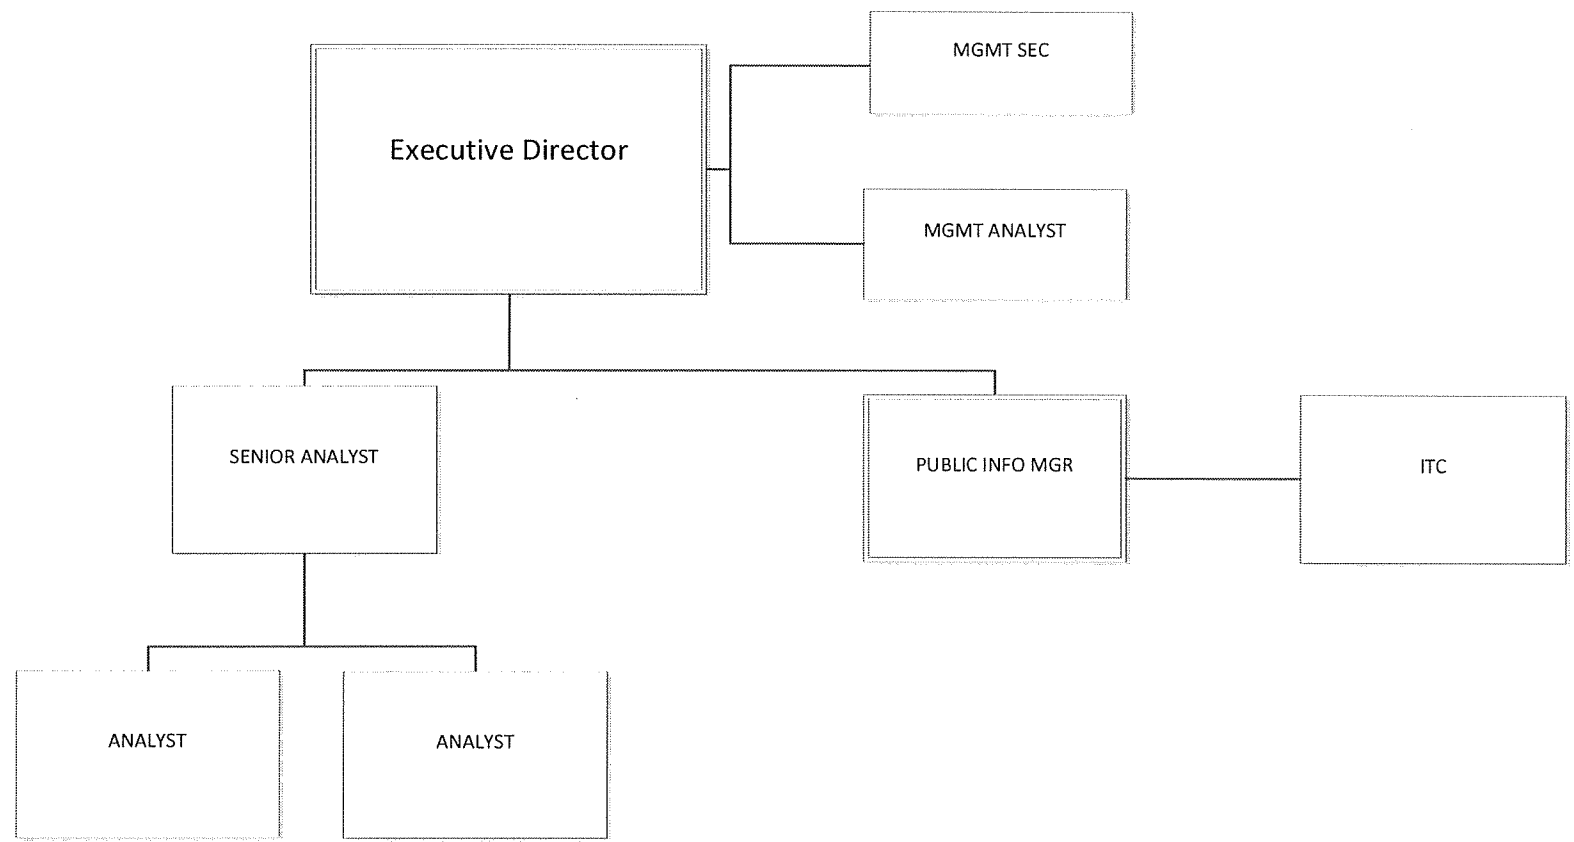 MGMT SEC
Executive Director
MGMT ANALYST
SENIOR ANALYST
PUBLIC INFO MGR
ITC
ANALYST
ANALYST